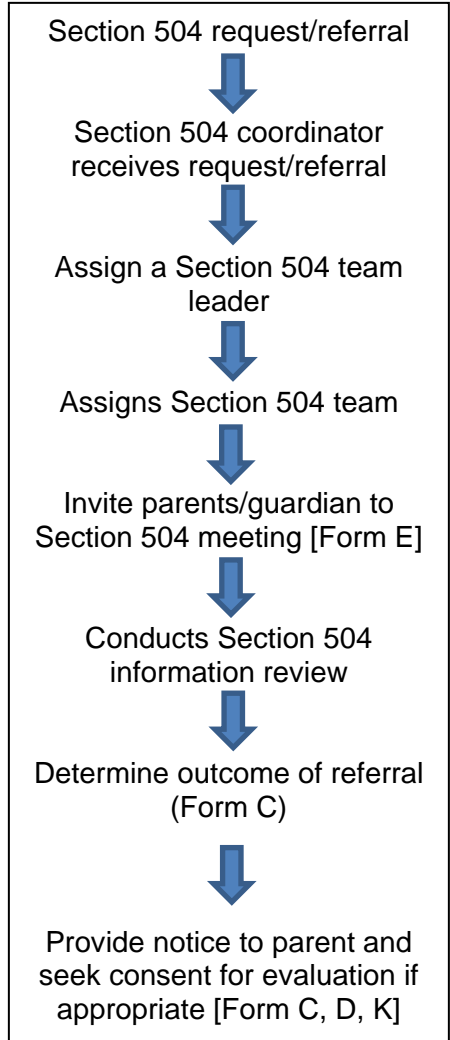 Section 504 request/referral
Section 504 coordinator
receives request/referral
Assign a Section 504 team
leader
Assigns Section 504 team
Invite parents/guardian to
Section 504 meeting [Form E]
Conducts Section 504
information review
Determine outcome of referral
(Form C)
Provide notice to parent and
seek consent for evaluation if
appropriate [Form C, D, K]